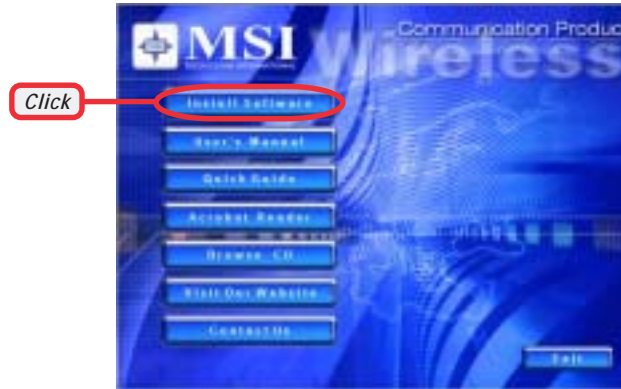 MSI
Communication Produc
Wireless
Click
Install Software
User's Manual
Quick Guide
Acrobat Reader
Browse CD
Visit Our Website
Contact Us
Exit